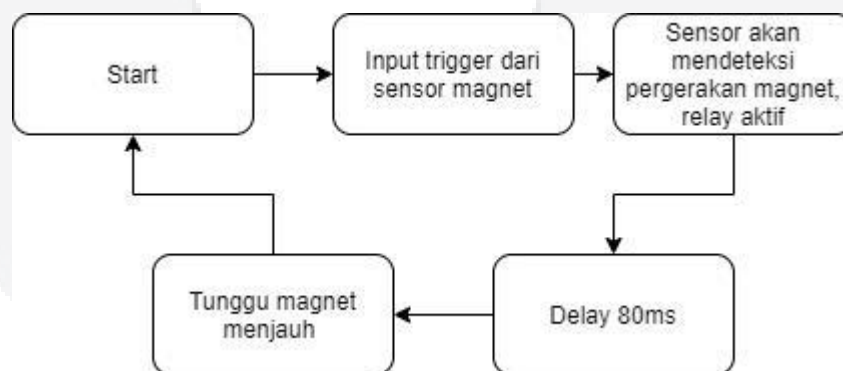 Start
Input trigger dari
sensor magnet
Sensor akan
mendeteksi
pergerakan magnet,
relay aktif
Delay 80ms
Tunggu magnet
menjauh